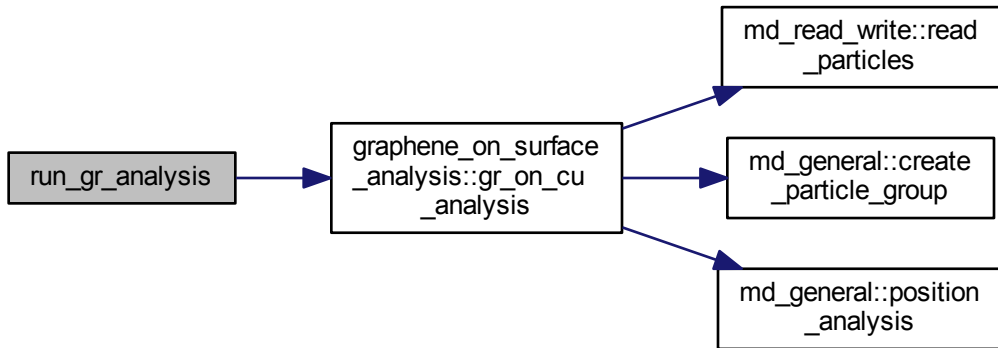 run_gr_analysis
graphene_on_surface
_analysis::gr_on_cu
_analysis
md_read_write::read
_particles
md_general::create
_particle_group
md_general::position
_analysis